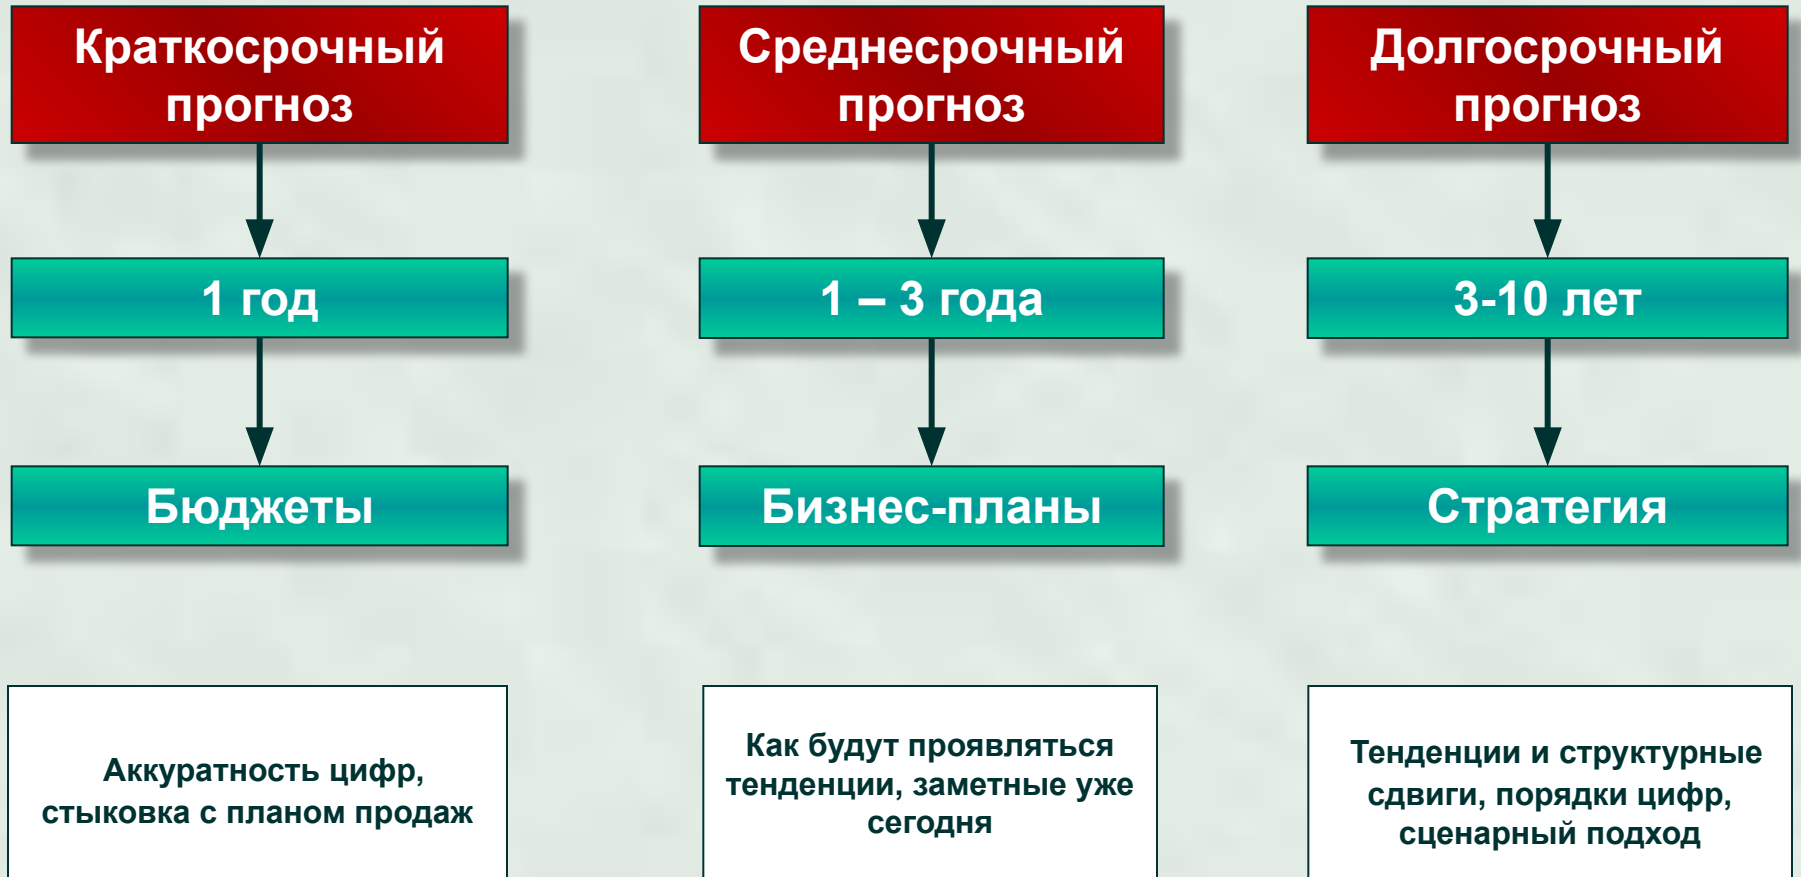 Краткосрочный
прогноз
Среднесрочный
прогноз
Долгосрочный
прогноз
1 год
1 – 3 года
3-10 лет
Бюджеты
Бизнес-планы
Стратегия
Аккуратность цифр,
стыковка с планом продаж
Как будут проявляться
тенденции, заметные уже
сегодня
Тенденции и структурные
сдвиги, порядки цифр,
сценарный подход